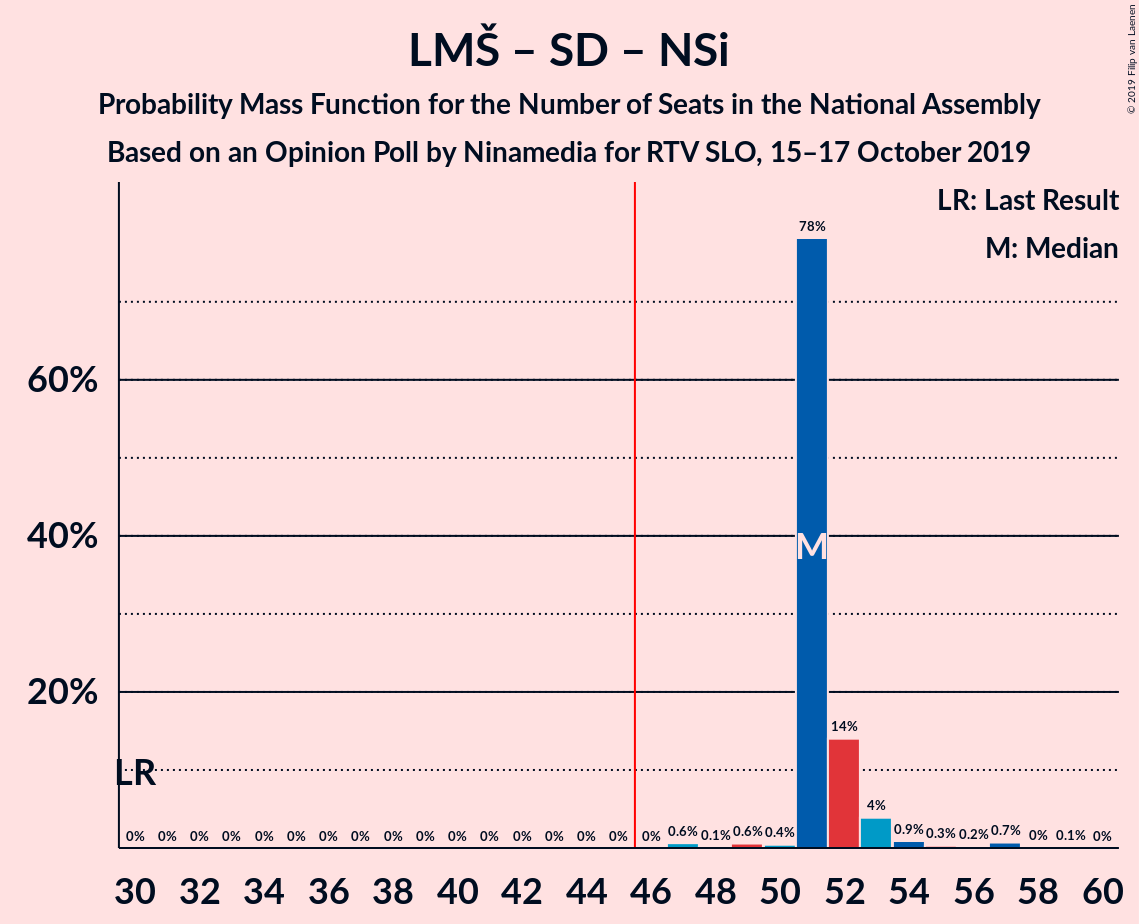 LMŠ – SD – NSi
Probability Mass Function for the Number of Seats in the National Assembly
Based on an Opinion Poll by Ninamedia for RTV SLO, 15–17 October 2019
© 2019 Filip van Laenen
LR: Last Result
M: Median
78%
60%
40%
M
20%
14%
LR
4%
0% 0% 0% 0% 0% 0% 0% 0% 0% 0% 0% 0% 0% 0% 0% 0% 0% 0.6% 0.1% 0.6% 0.4% 0.9% 0.3% 0.2% 0.7% 0% 0.1% 0%
30 32 34 36 38 40 42 44 46 48 50 52 54 56 58 60